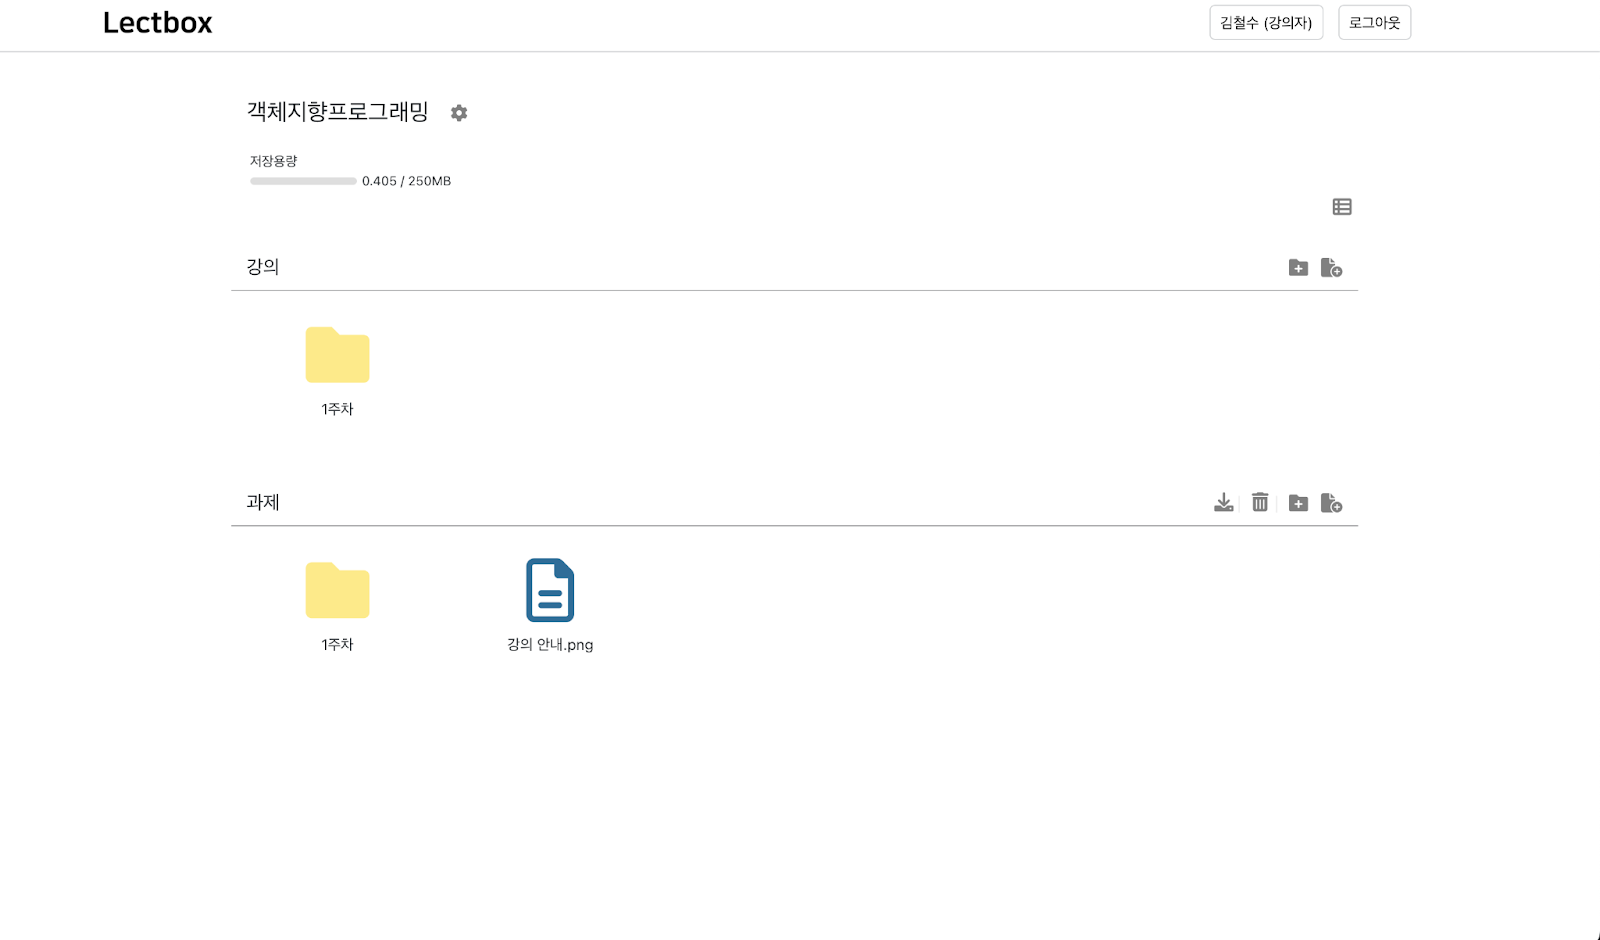 Lectbox
김철수 (강의자)
로그아웃
객체지향프로그래밍
저장용량
0.405 / 250MB
강의
1주차
과제
1주차
강의 안내.png